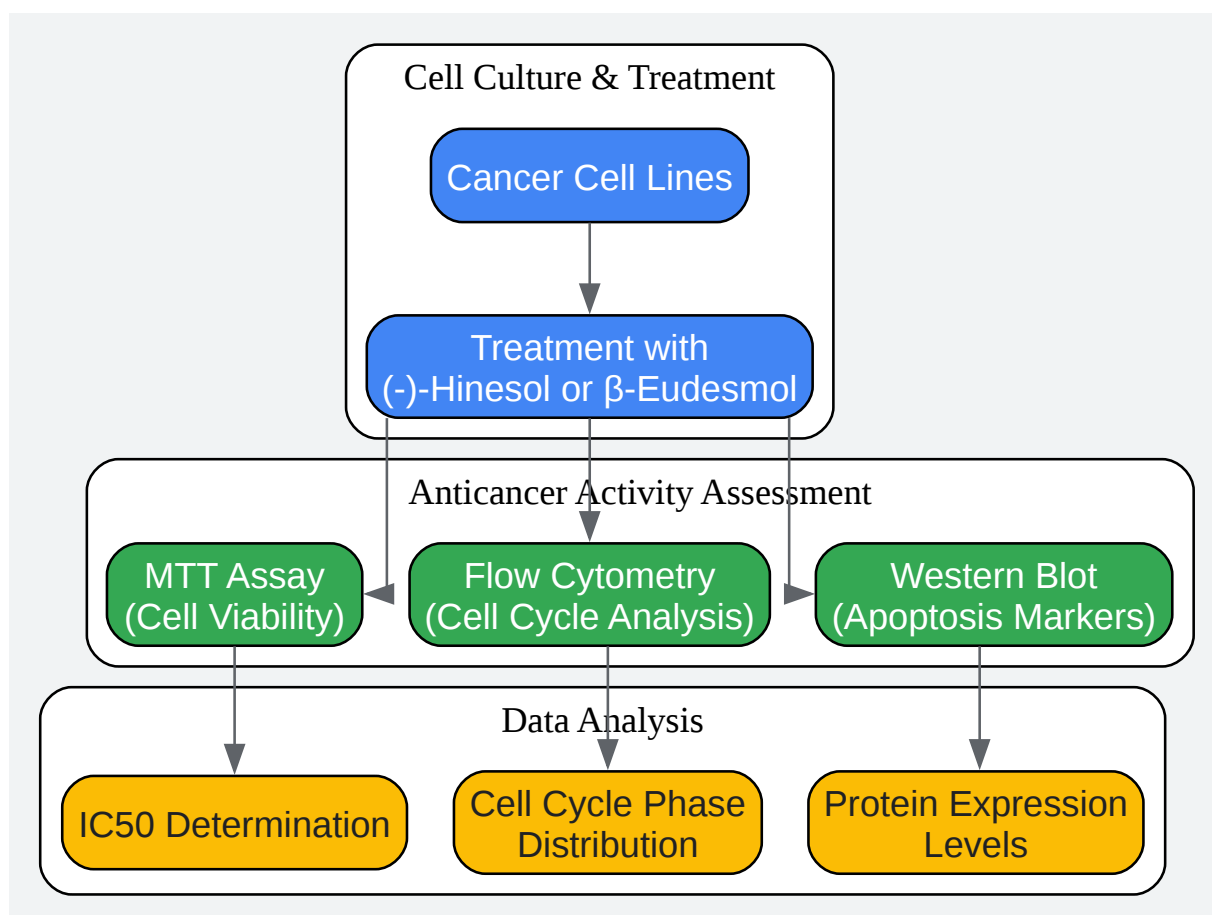 Cell Culture & Treatment
Cancer Cell Lines
Treatment with
(-)-Hinesol or β-Eudesmol
Anticancer Activity Assessment
MTT Assay
(Cell Viability)
Flow Cytometry
(Cell Cycle Analysis)
Western Blot
(Apoptosis Markers)
Data Analysis
IC50 Determination
Cell Cycle Phase
Distribution
Protein Expression
Levels